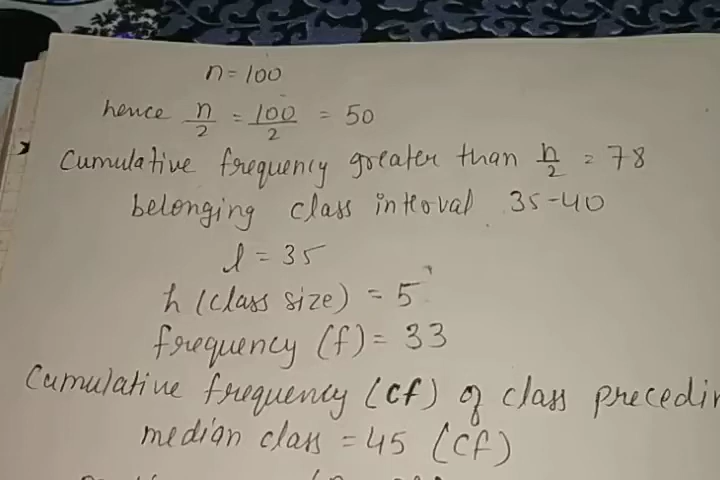 n = 100
hence n/2 = 100/2 = 50
Cumulative frequency greater than n/2 = 78
belonging class interval 35-40
l = 35
h (class size) = 5
frequency (f) = 33
Cumulative frequency (cf) of class precedin
median class = 45 (cf)